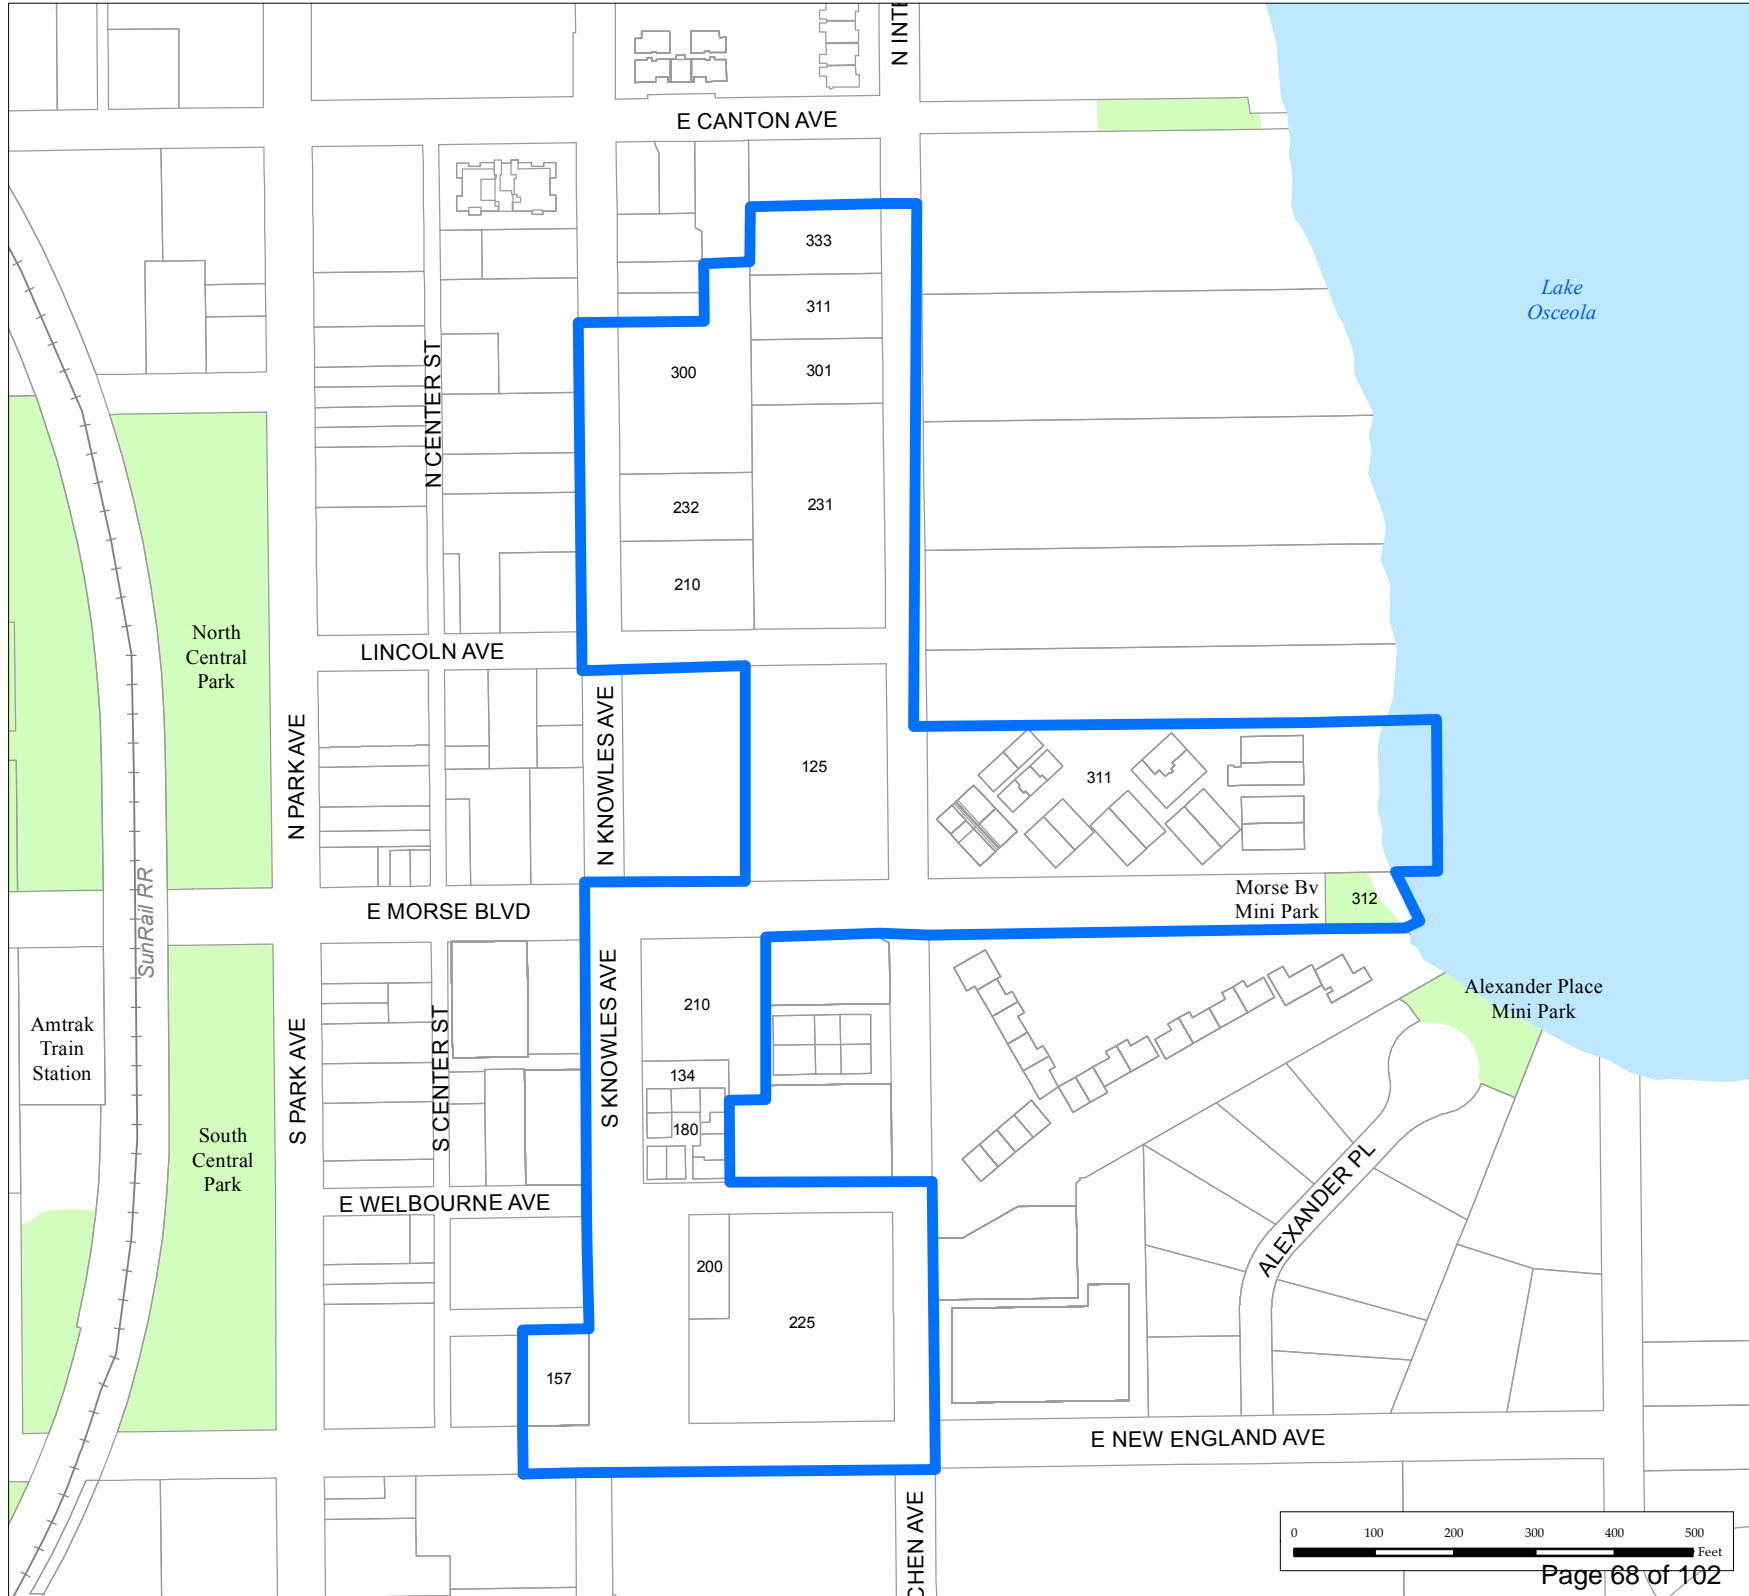 N INTE
E CANTON AVE
333
Lake
Osceola
311
301
300
N CENTER ST
232
231
210
North
Central
Park
LINCOLN AVE
N PARK AVE
N KNOWLES AVE
125
311
SunRail RR
E MORSE BLVD
Morse Bv
Mini Park
312
Amtrak
Train
Station
S PARK AVE
S CENTER ST
S KNOWLES AVE
210
Alexander Place
Mini Park
134
180
South
Central
Park
E WELBOURNE AVE
ALEXANDER PL
200
225
157
E NEW ENGLAND AVE
CHEN AVE
0 100 200 300 400 500
Feet
Page 68 of 102